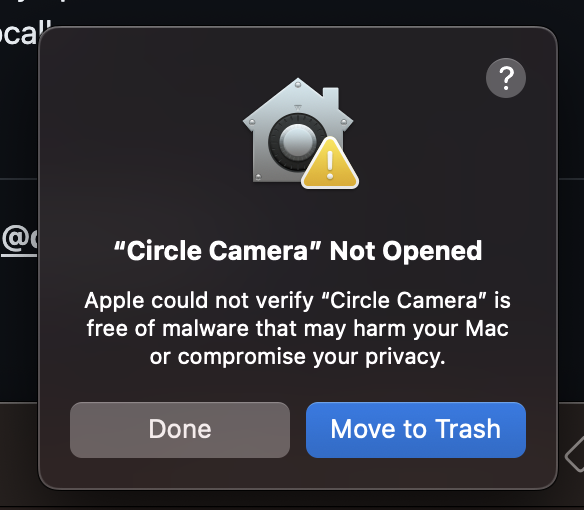 ocall
?
“Circle Camera” Not Opened
@
Apple could not verify “Circle Camera” is
free of malware that may harm your Mac
or compromise your privacy.
Done
Move to Trash